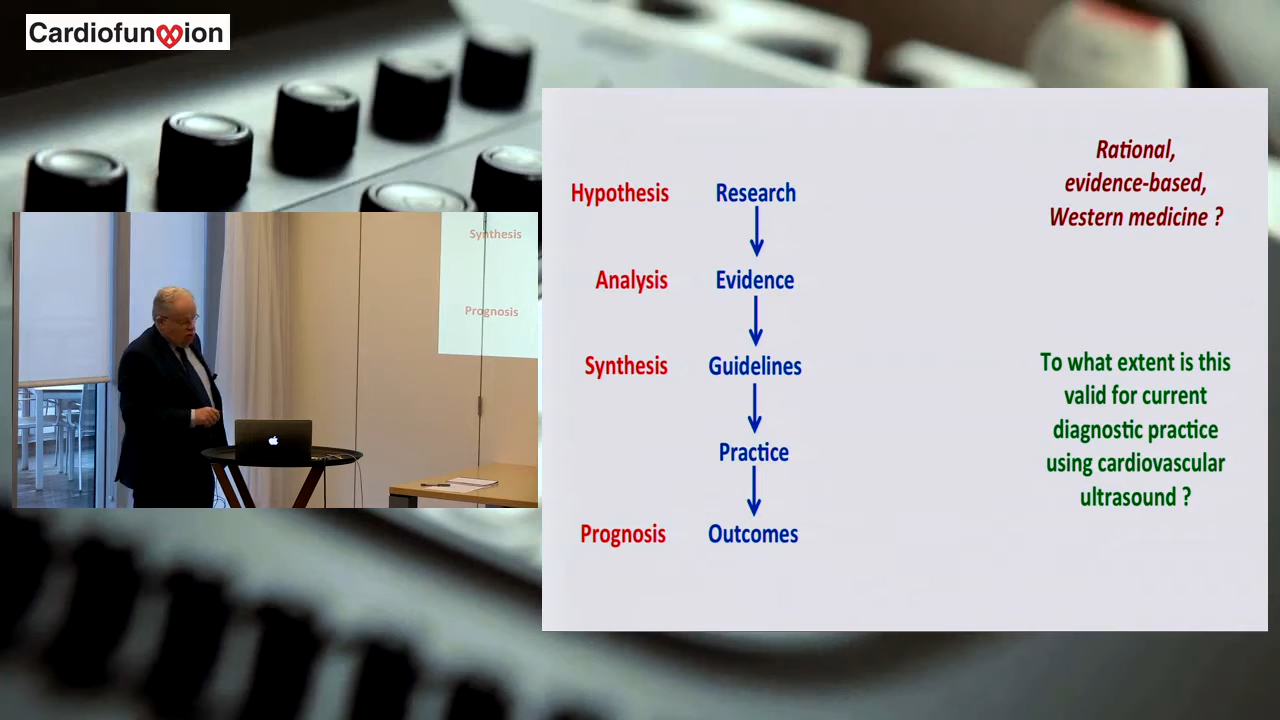 CardiofunXion
Rational,
evidence-based,
Western medicine ?
Hypothesis Research
Analysis Evidence
Synthesis Guidelines
Practice
Prognosis Outcomes
To what extent is this
valid for current
diagnostic practice
using cardiovascular
ultrasound ?
Synthesis
Prognosis